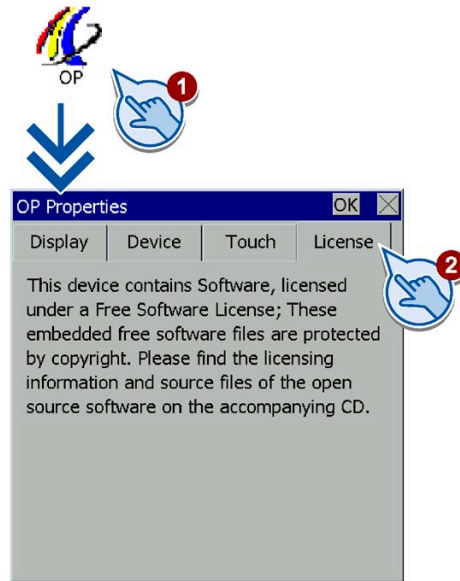 OP
1
OP Properties OK
Display Device Touch License
2
This device contains Software, licensed
under a Free Software License; These
embedded free software files are protected
by copyright. Please find the licensing
information and source files of the open
source software on the accompanying CD.